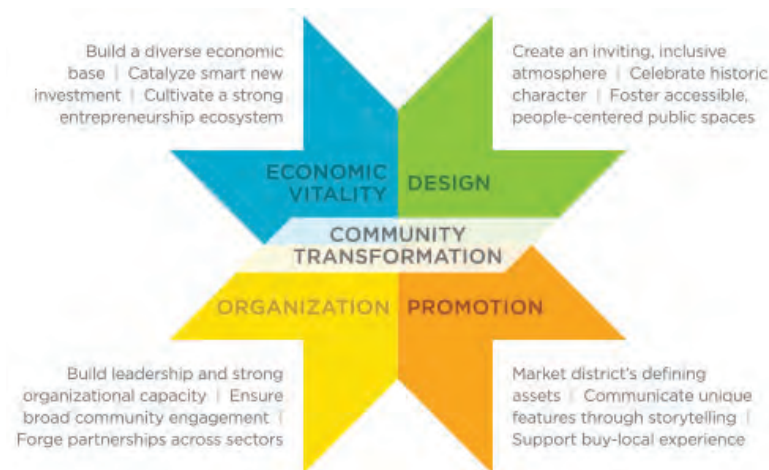 Build a diverse economic
base | Catalyze smart new
investment | Cultivate a strong
entrepreneurship ecosystem
Create an inviting, inclusive
atmosphere | Celebrate historic
character | Foster accessible,
people-centered public spaces
ECONOMIC
VITALITY
DESIGN
COMMUNITY
TRANSFORMATION
ORGANIZATION
PROMOTION
Build leadership and strong
organizational capacity | Ensure
broad community engagement |
Forge partnerships across sectors
Market district's defining
assets | Communicate unique
features through storytelling |
Support buy-local experience